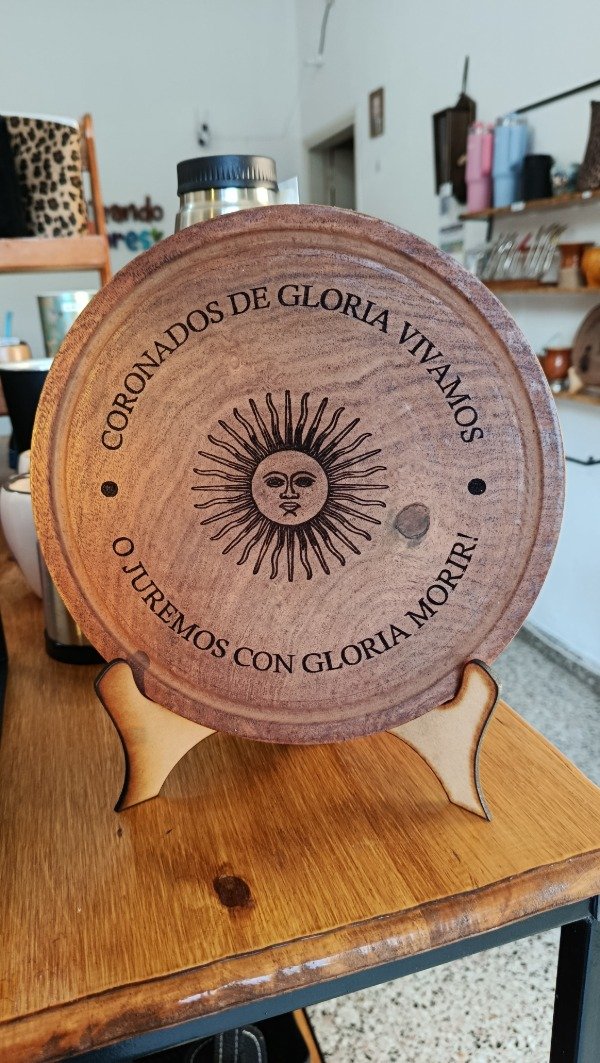 CORONADOS DE GLORIA VIVAMOS
O JUREMOS CON GLORIA MORIR!